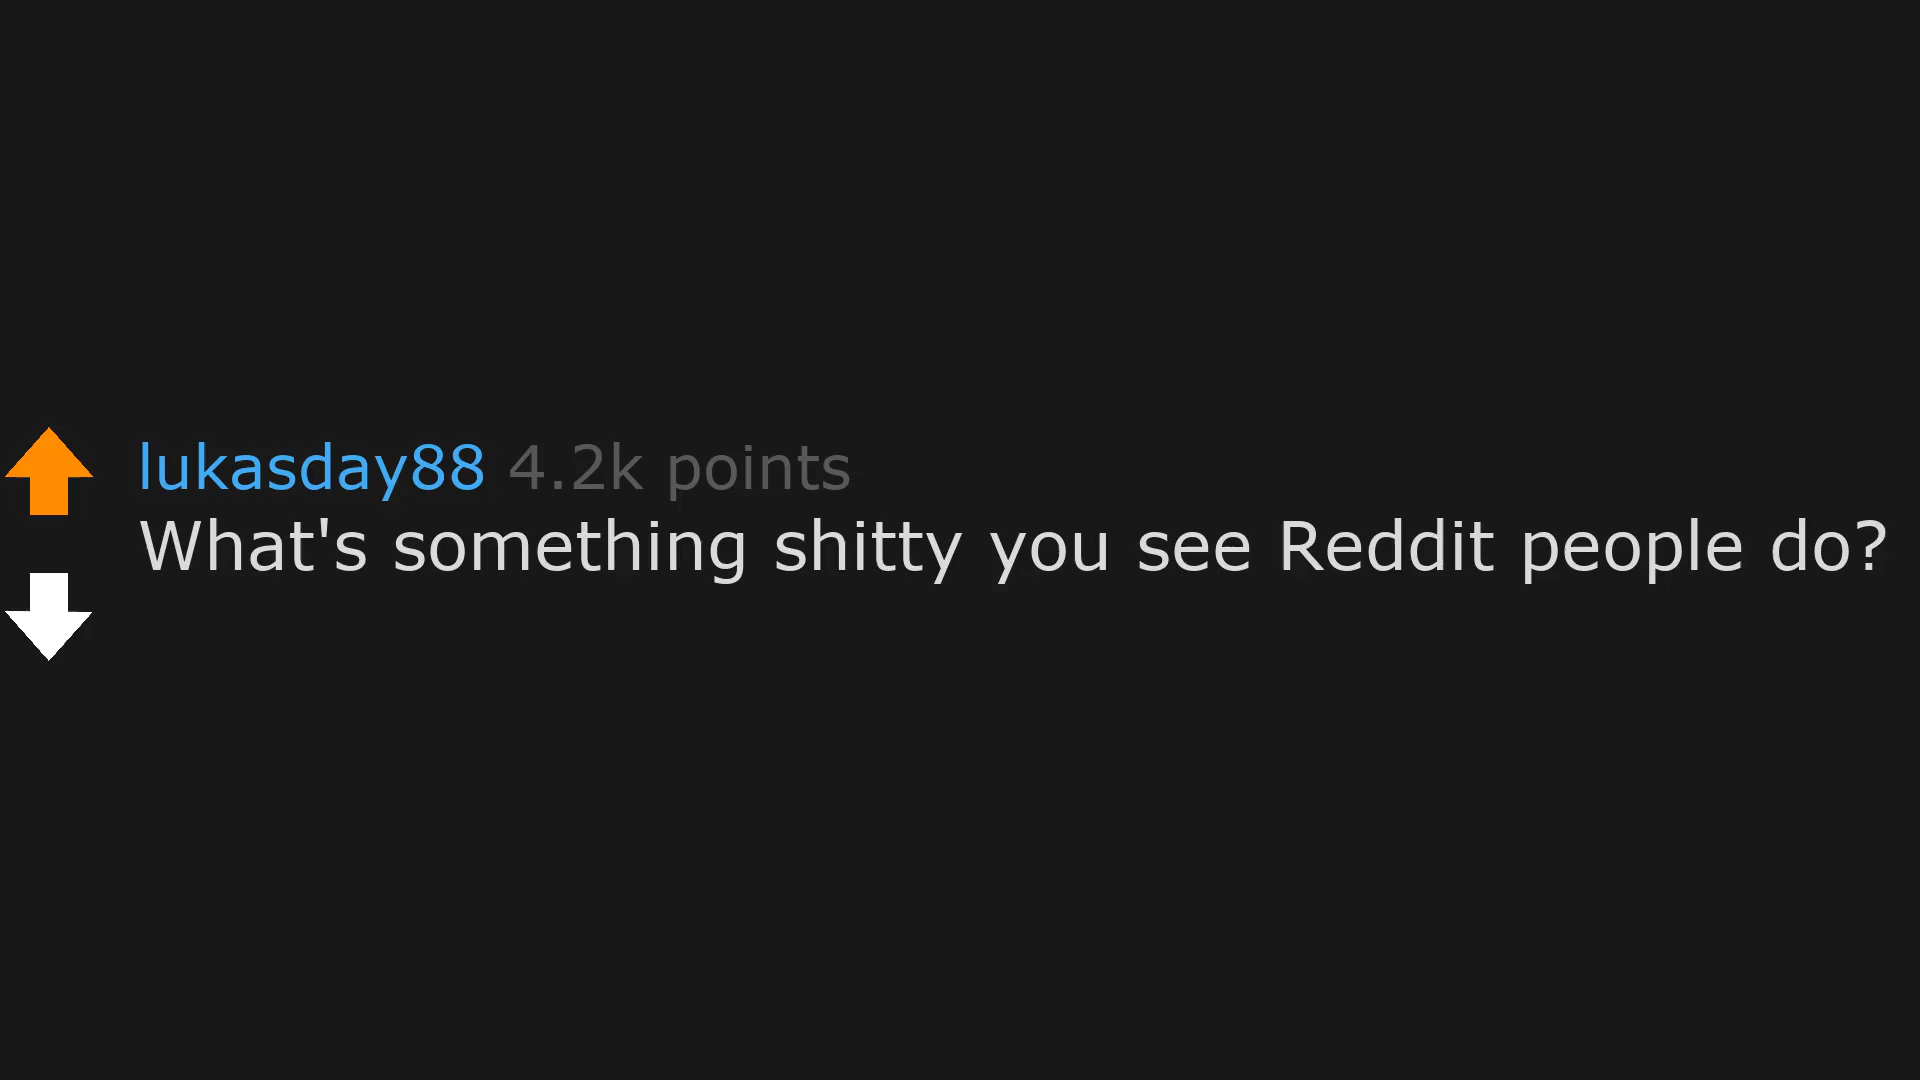 lukasday88 4.2k points
What's something shitty you see Reddit people do?